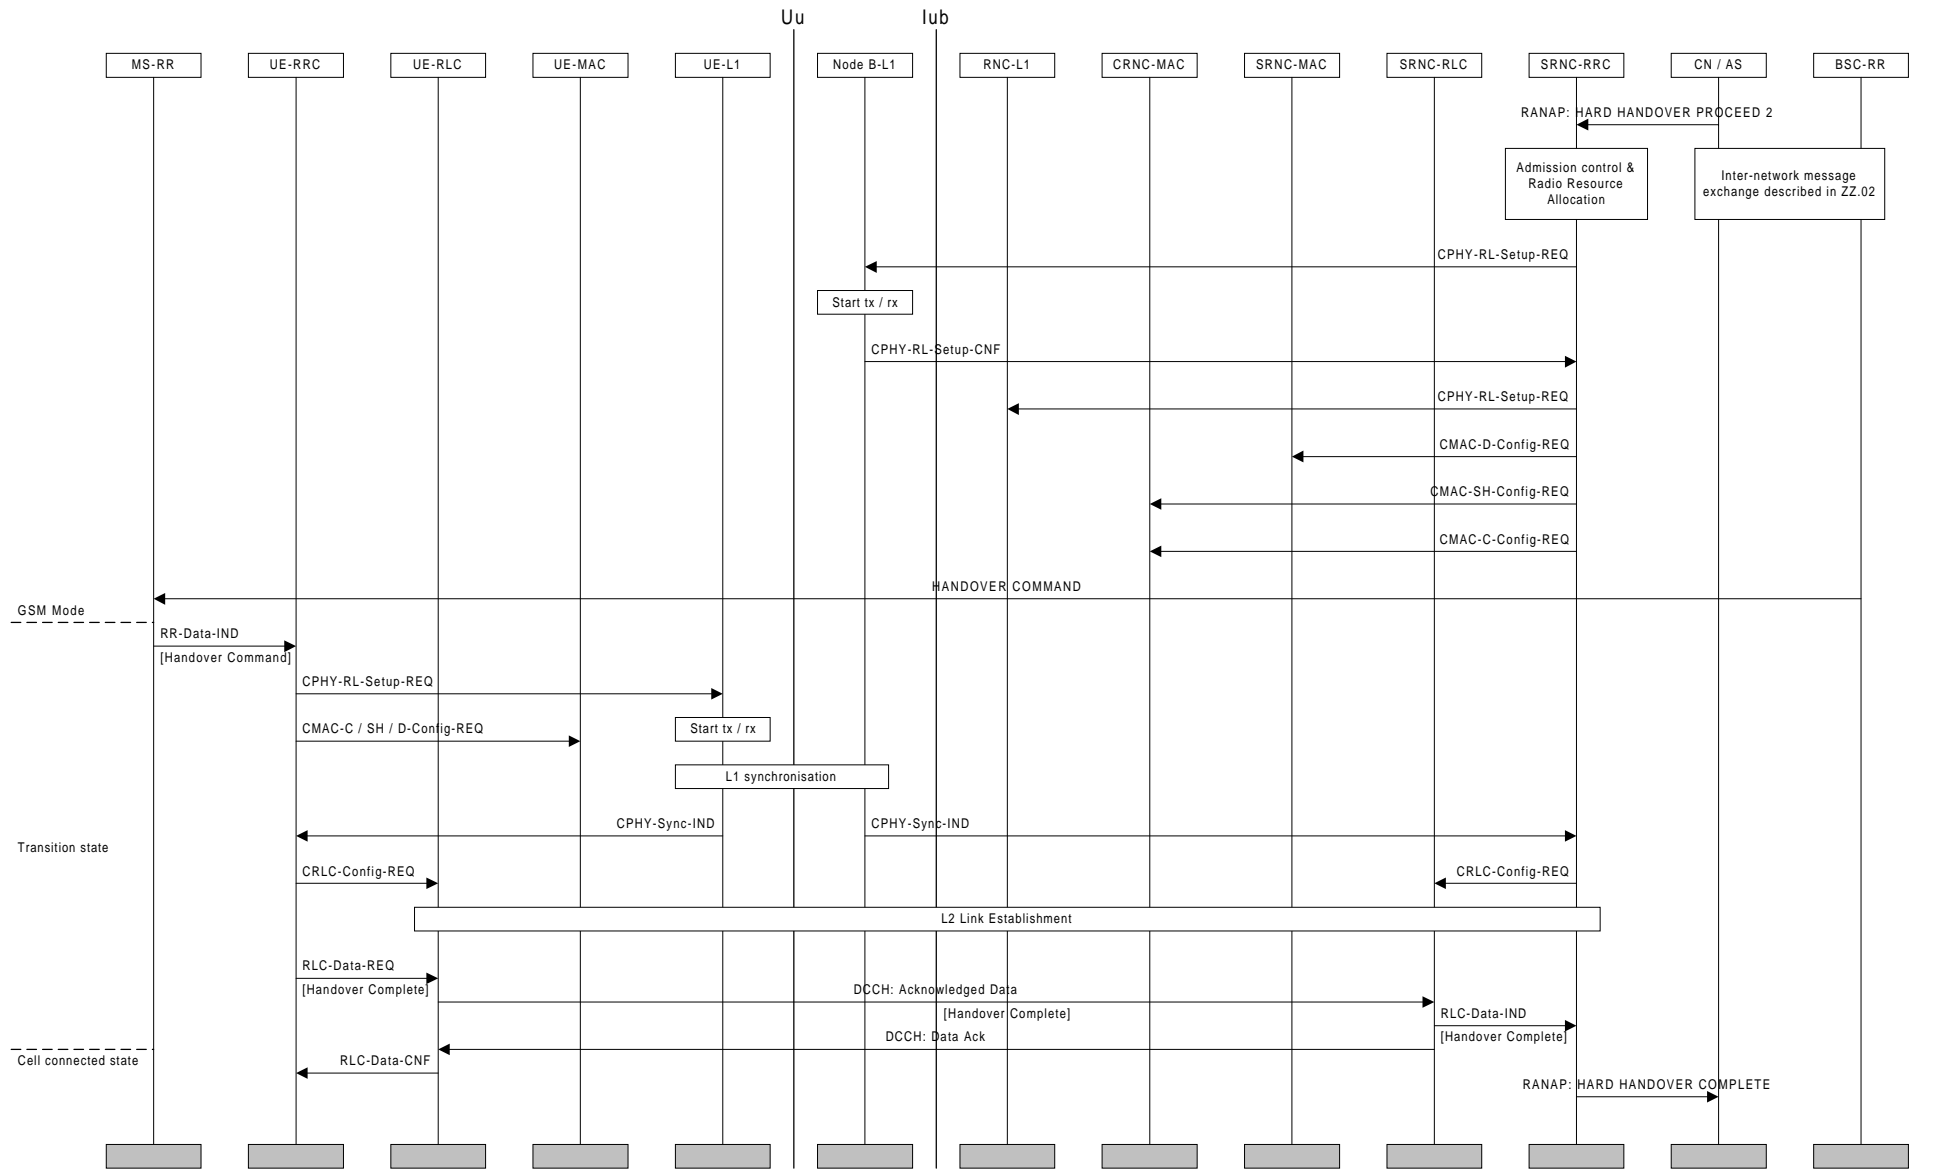 Uu
Iub
MS-RR
UE-RRC
UE-RLC
UE-MAC
UE-L1
Node B-L1
RNC-L1
CRNC-MAC
SRNC-MAC
SRNC-RLC
SRNC-RRC
CN / AS
BSC-RR
RANAP: HARD HANDOVER PROCEED 2
Admission control &
Radio Resource
Allocation
Inter-network message
exchange described in ZZ.02
CPHY-RL-Setup-REQ
Start tx / rx
CPHY-RL-Setup-CNF
CPHY-RL-Setup-REQ
CMAC-D-Config-REQ
CMAC-SH-Config-REQ
CMAC-C-Config-REQ
HANDOVER COMMAND
GSM Mode
RR-Data-IND
[Handover Command]
CPHY-RL-Setup-REQ
CMAC-C / SH / D-Config-REQ
Start tx / rx
L1 synchronisation
CPHY-Sync-IND
CPHY-Sync-IND
Transition state
CRLC-Config-REQ
CRLC-Config-REQ
L2 Link Establishment
RLC-Data-REQ
[Handover Complete]
DCCH: Acknowledged Data
[Handover Complete]
RLC-Data-IND
[Handover Complete]
DCCH: Data Ack
Cell connected state
RLC-Data-CNF
RANAP: HARD HANDOVER COMPLETE